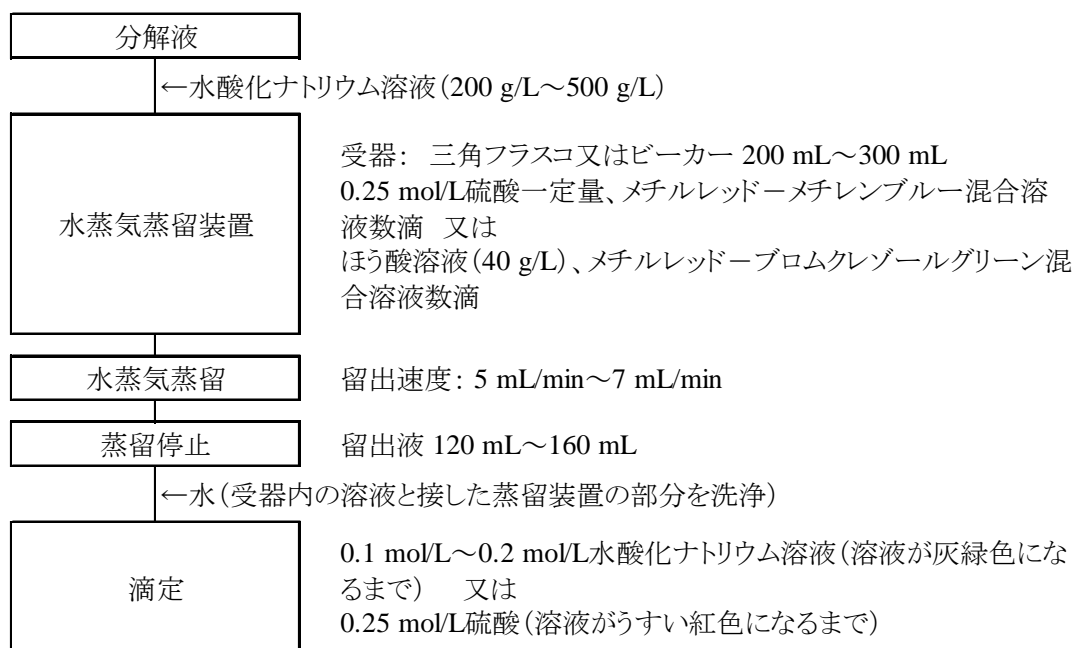 分解液
←水酸化ナトリウム溶液(200 g/L~500 g/L)
水蒸気蒸留装置
受器: 三角フラスコ又はビーカー 200 mL~300 mL
0.25 mol/L硫酸一定量、メチルレッド-メチレンブルー混合溶
液数滴 又は
ほう酸溶液(40 g/L)、メチルレッド-ブロムクレゾールグリーン混
合溶液数滴
水蒸気蒸留
留出速度: 5 mL/min~7 mL/min
蒸留停止
留出液 120 mL~160 mL
←水(受器内の溶液と接した蒸留装置の部分を洗浄)
滴定
0.1 mol/L~0.2 mol/L水酸化ナトリウム溶液(溶液が灰緑色にな
るまで) 又は
0.25 mol/L硫酸(溶液がうすい紅色になるまで)